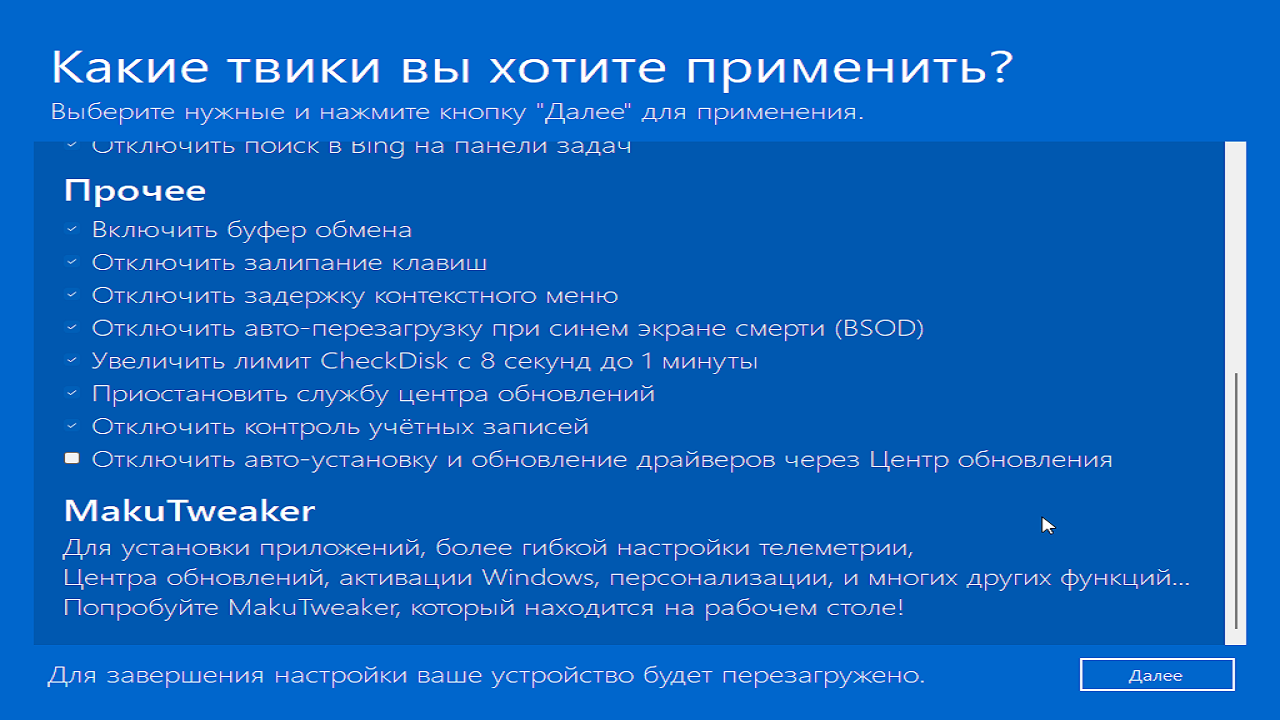 Какие твики вы хотите применить?
Выберите нужные и нажмите кнопку "Далее" для применения.
Отключить поиск в Bing на панели задач
Прочее
Включить буфер обмена
Отключить залипание клавиш
Отключить задержку контекстного меню
Отключить авто-перезагрузку при синем экране смерти (BSOD)
Увеличить лимит CheckDisk с 8 секунд до 1 минуты
Приостановить службу центра обновлений
Отключить контроль учётных записей
Отключить авто-установку и обновление драйверов через Центр обновления
MakuTweaker
Для установки приложений, более гибкой настройки телеметрии,
Центра обновлений, активации Windows, персонализации, и многих других функций...
Попробуйте MakuTweaker, который находится на рабочем столе!
Для завершения настройки ваше устройство будет перезагружено.
Далее